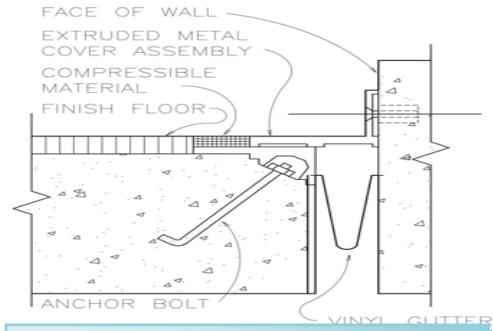 FACE OF WALL
EXTRUDED METAL
COVER ASSEMBLY
COMPRESSIBLE
MATERIAL
FINISH FLOOR
ANCHOR BOLT
VINYL GUTTER